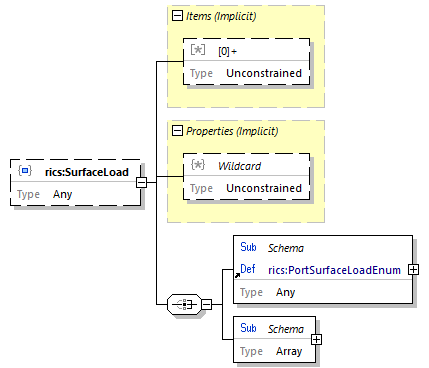 Items (Implicit)
[0]+
Type Unconstrained
Properties (Implicit)
Wildcard
Type Unconstrained
rics:SurfaceLoad
Type Any
Sub Schema
Def rics:PortSurfaceLoadEnum
Type Any
Sub Schema
Type Array